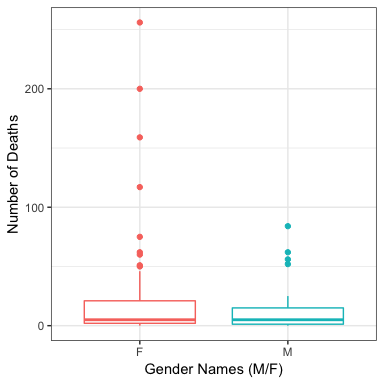 200
100
0
Number of Deaths
F
M
Gender Names (M/F)